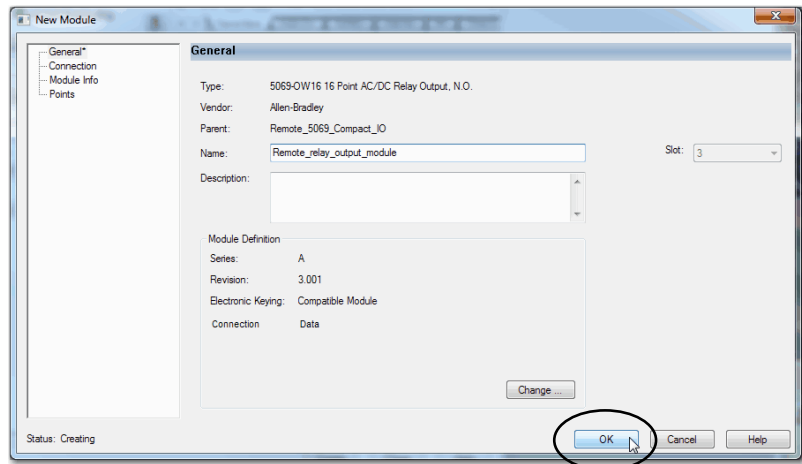 New Module
General*
Connection
Module Info
Points
General
Type: 5069-OW16 16 Point AC/DC Relay Output, N.O.
Vendor: Allen-Bradley
Parent: Remote_5069_Compact_IO
Name: Remote_relay_output_module Slot: 3
Description:
Module Definition
Series: A
Revision: 3.001
Electronic Keying: Compatible Module
Connection Data
Change ...
Status: Creating OK Cancel Help